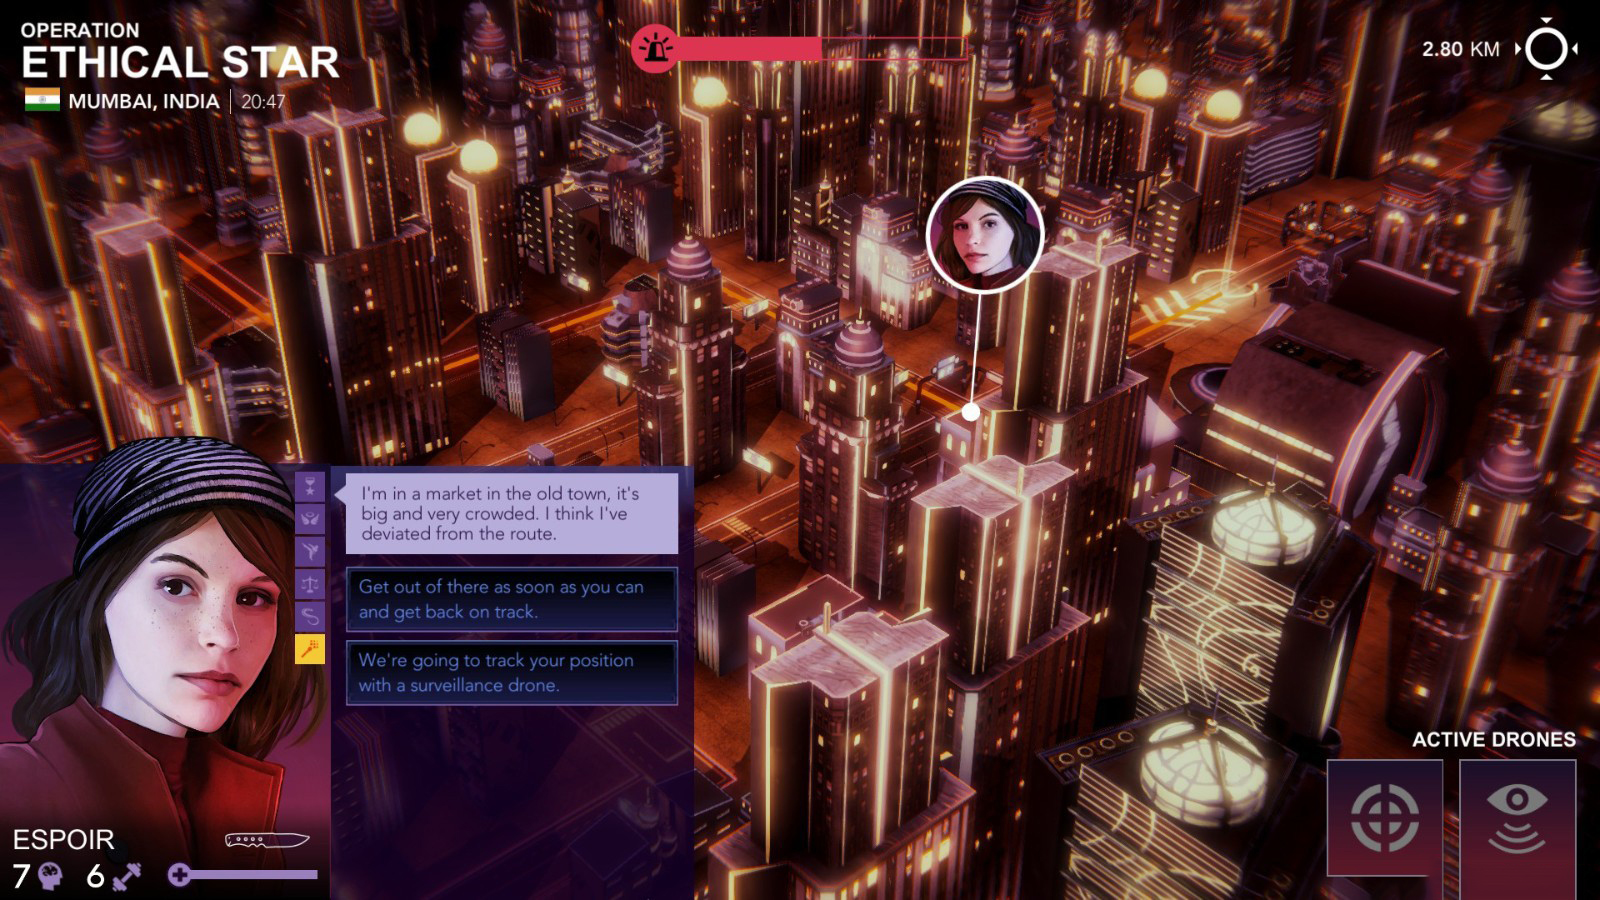 OPERATION
ETHICAL STAR
MUMBAI, INDIA 20:47
2.80 KM
I'm in a market in the old town, it's
big and very crowded. I think I've
deviated from the route.
Get out of there as soon as you can
and get back on track.
We're going to track your position
with a surveillance drone.
ESPOIR
7 6
ACTIVE DRONES